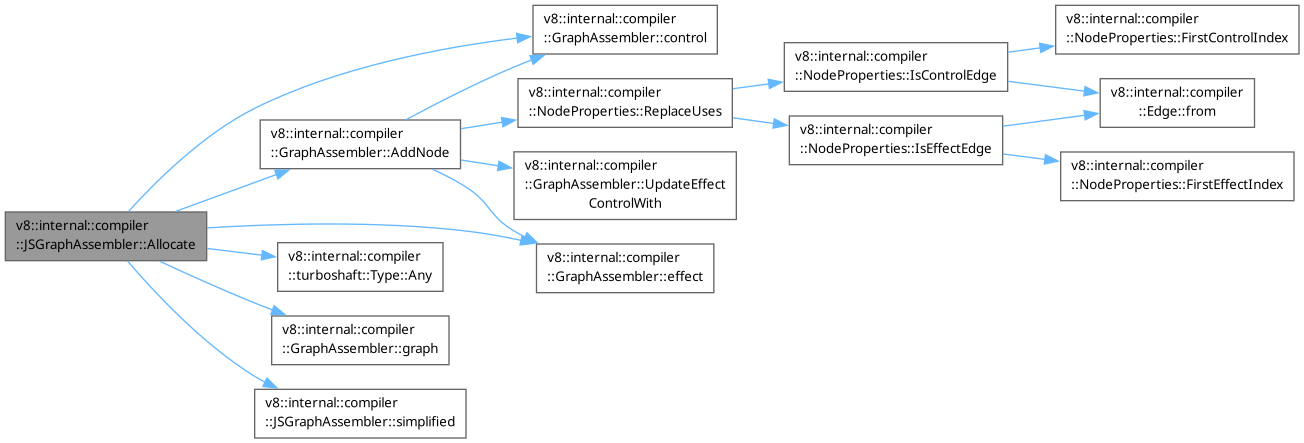 v8::internal::compiler
::JSGraphAssembler::Allocate
v8::internal::compiler
::GraphAssembler::control
v8::internal::compiler
::GraphAssembler::AddNode
v8::internal::compiler
::NodeProperties::ReplaceUses
v8::internal::compiler
::NodeProperties::IsControlEdge
v8::internal::compiler
::NodeProperties::FirstControlIndex
v8::internal::compiler
::Edge::from
v8::internal::compiler
::NodeProperties::IsEffectEdge
v8::internal::compiler
::NodeProperties::FirstEffectIndex
v8::internal::compiler
::GraphAssembler::UpdateEffect
ControlWith
v8::internal::compiler
::GraphAssembler::effect
v8::internal::compiler
::turboshaft::Type::Any
v8::internal::compiler
::GraphAssembler::graph
v8::internal::compiler
::JSGraphAssembler::simplified